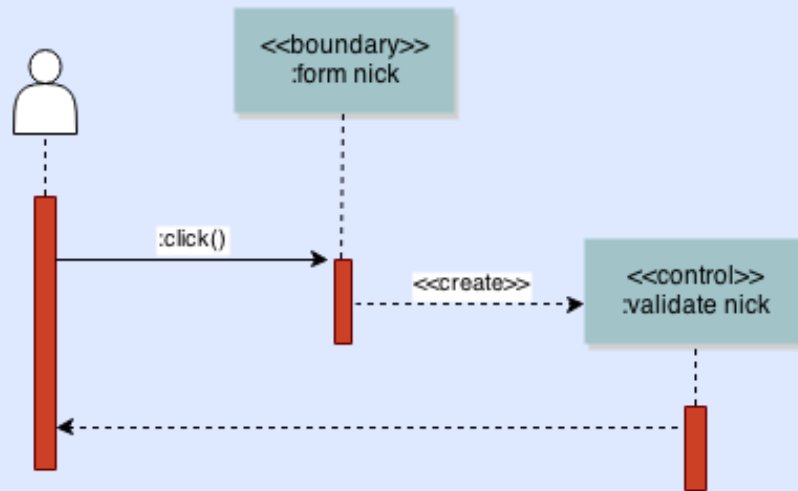 <<boundary>>
:form nick
:click()
<<create>>
<<control>>
:validate nick